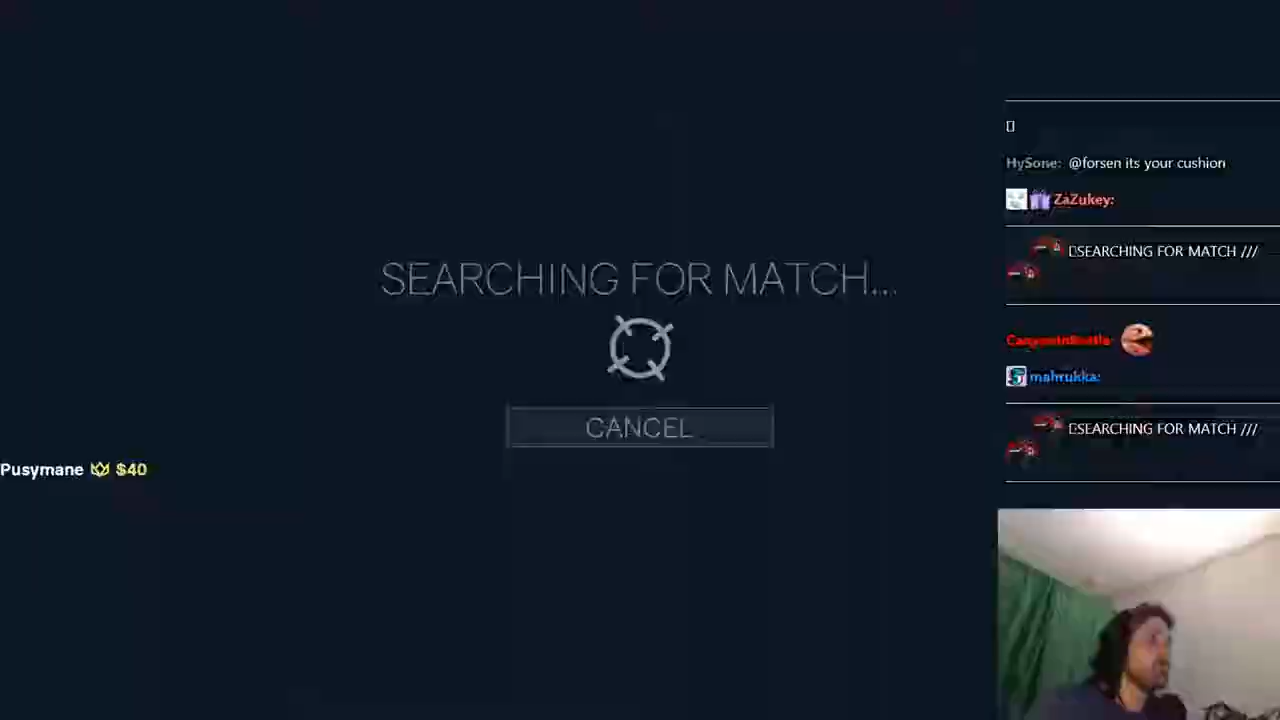 HySone: @forsen its your cushion
ZaZukey:
SEARCHING FOR MATCH ///
SEARCHING FOR MATCH...
mahrukka:
CANCEL
SEARCHING FOR MATCH ///
Pusymane $40